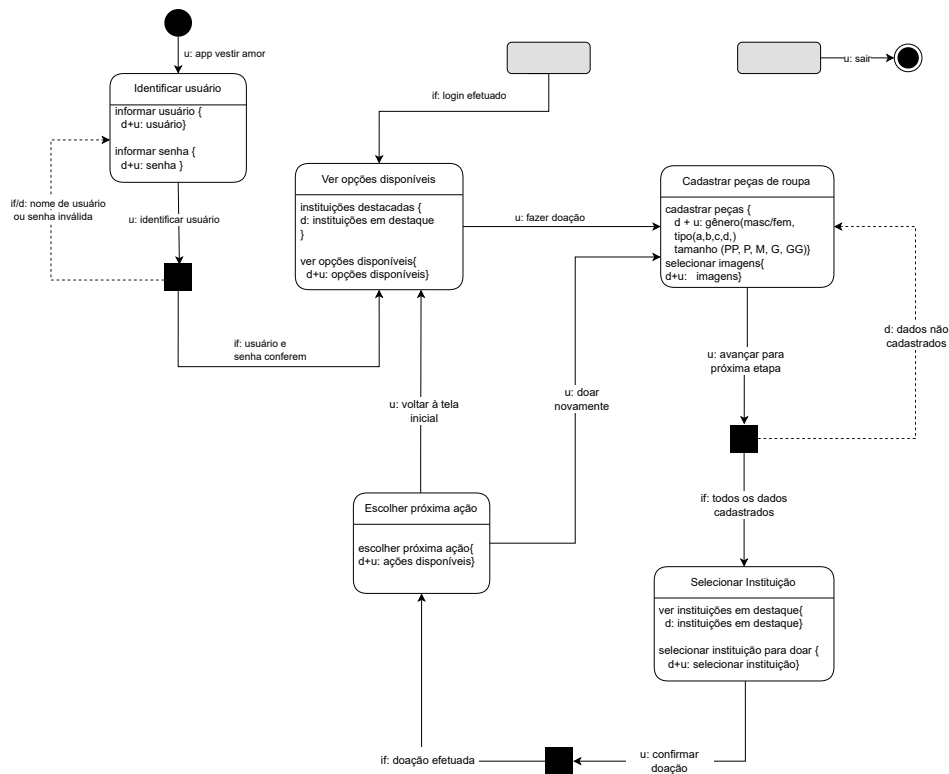 u: app vestir amor
u: sair
Identificar usuário
informar usuário {
d+u: usuário}
informar senha {
d+u: senha }
if: login efetuado
if/d: nome de usuário
ou senha inválida
u: identificar usuário
Ver opções disponíveis
instituições destacadas {
d: instituições em destaque
}
ver opções disponíveis{
d+u: opções disponíveis}
u: fazer doação
Cadastrar peças de roupa
cadastrar peças {
d + u: gênero(masc/fem,
tipo(a,b,c,d,)
tamanho (PP, P, M, G, GG)}
selecionar imagens{
d+u: imagens}
if: usuário e
senha conferem
d: dados não
cadastrados
u: avançar para
próxima etapa
u: voltar à tela
inicial
u: doar
novamente
if: todos os dados
cadastrados
Escolher próxima ação
escolher próxima ação{
d+u: ações disponíveis}
Selecionar Instituição
ver instituições em destaque{
d: instituições em destaque}
selecionar instituição para doar {
d+u: selecionar instituição}
if: doação efetuada
u: confirmar
doação